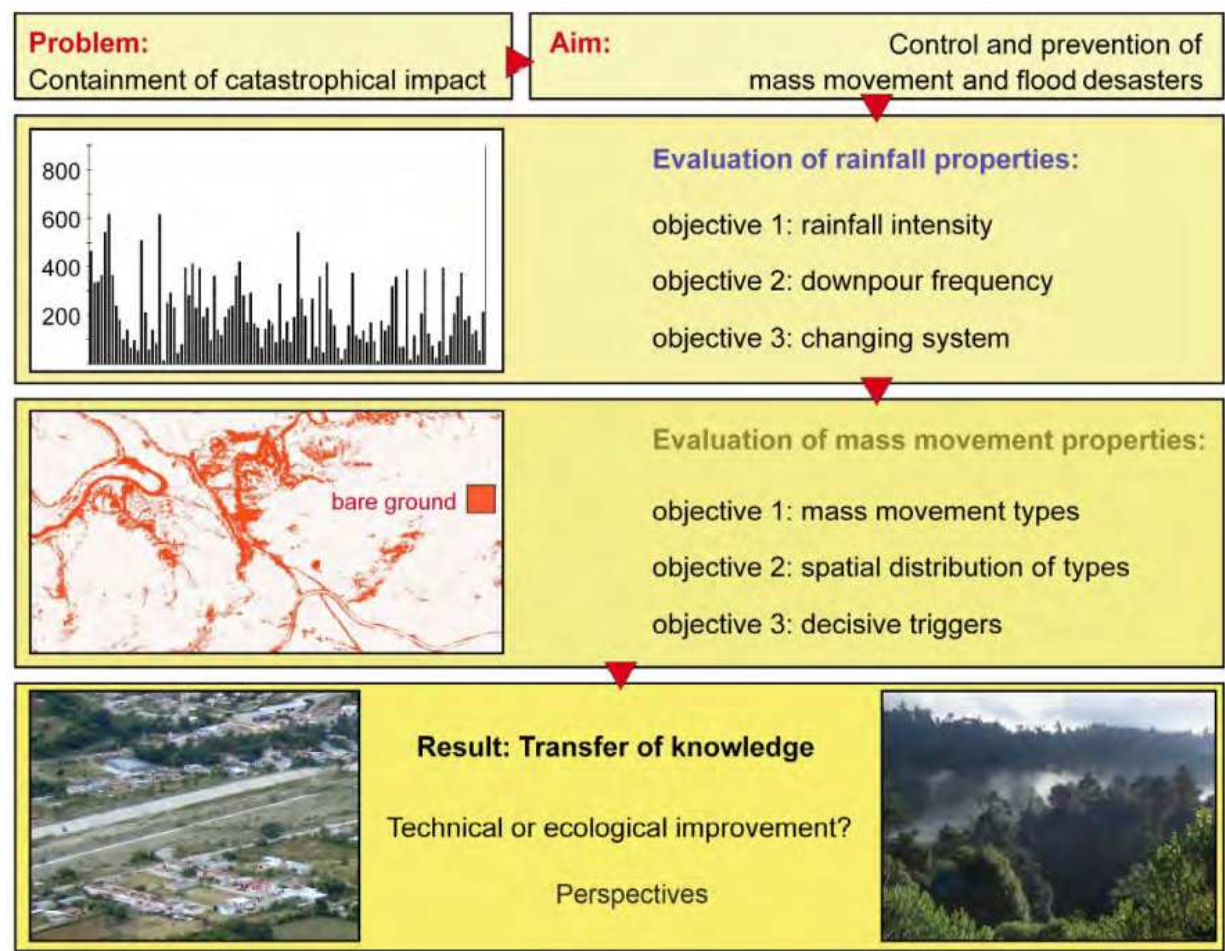 Problem:
Containment of catastrophical impact
Aim:
Control and prevention of
mass movement and flood desasters
800
600
400
200
Evaluation of rainfall properties:
objective 1: rainfall intensity
objective 2: downpour frequency
objective 3: changing system
bare ground
Evaluation of mass movement properties:
objective 1: mass movement types
objective 2: spatial distribution of types
objective 3: decisive triggers
Result: Transfer of knowledge
Technical or ecological improvement?
Perspectives